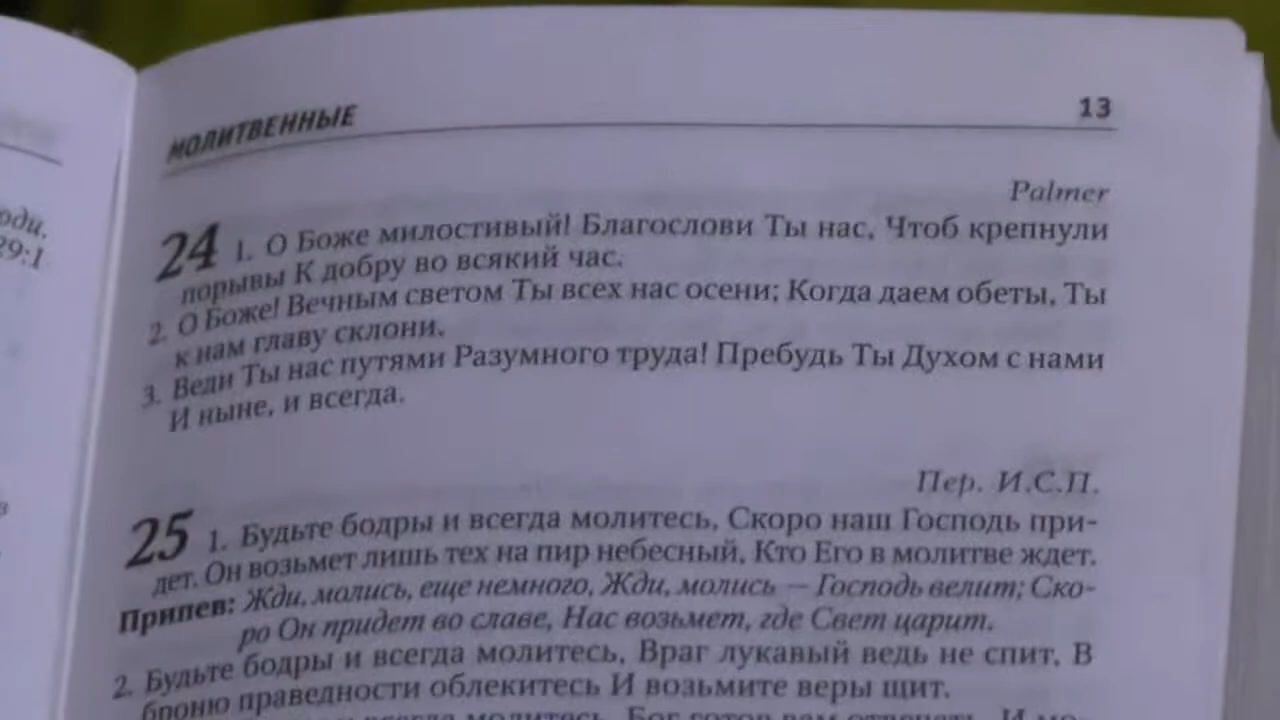 МОЛИТВЕННЫЕ 13
Palmer
24 1. О Боже милостивый! Благослови Ты нас, Чтоб крепнули
порывы К добру во всякий час.
2. О Боже! Вечным светом Ты всех нас осени; Когда даем обеты, Ты
к нам главу склони.
3. Веди Ты нас путями Разумного труда! Пребудь Ты Духом с нами
И ныне, и всегда.
Пер. И.С.П.
25 1. Будьте бодры и всегда молитесь, Скоро наш Господь при-
дет. Он возьмет лишь тех на пир небесный, Кто Его в молитве ждет.
Припев: Жди, молись, еще немного, Жди, молись — Господь велит; Ско-
ро Он придет во славе, Нас возьмет, где Свет царит.
2. Будьте бодры и всегда молитесь, Враг лукавый ведь не спит. В
броню праведности облекитесь И возьмите веры щит.
29:1